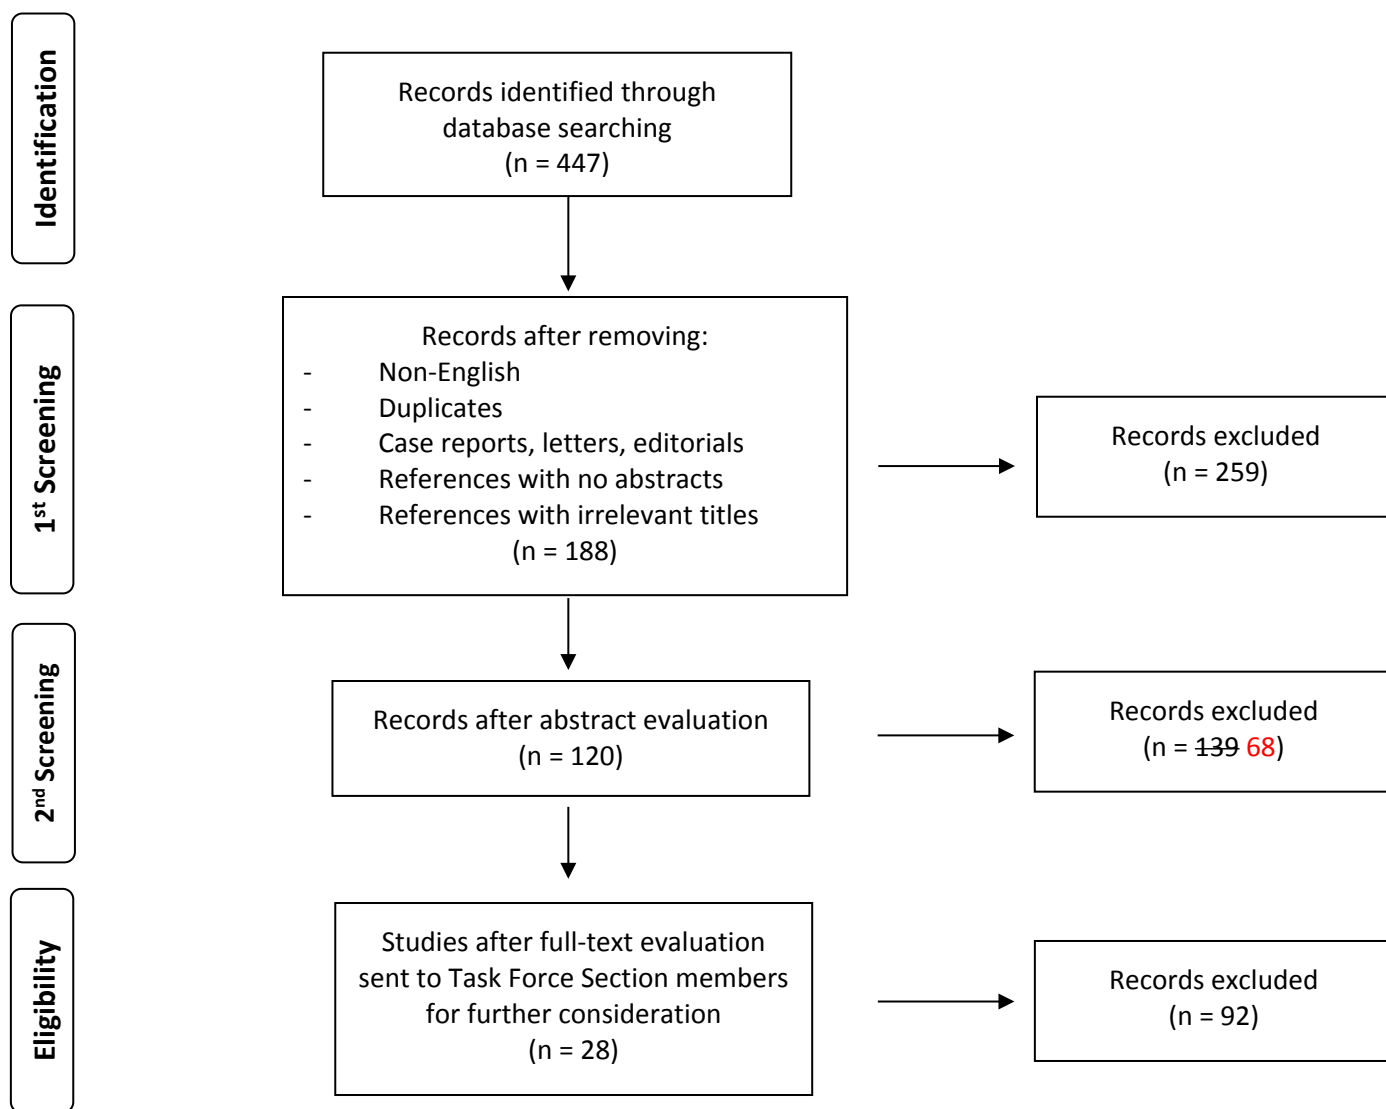 Identification
Records identified through
database searching
(n = 447)
1st Screening
Records after removing:
- Non-English
- Duplicates
- Case reports, letters, editorials
- References with no abstracts
- References with irrelevant titles
(n = 188)
Records excluded
(n = 259)
2nd Screening
Records after abstract evaluation
(n = 120)
Records excluded
(n = 139 68)
Eligibility
Studies after full-text evaluation
sent to Task Force Section members
for further consideration
(n = 28)
Records excluded
(n = 92)